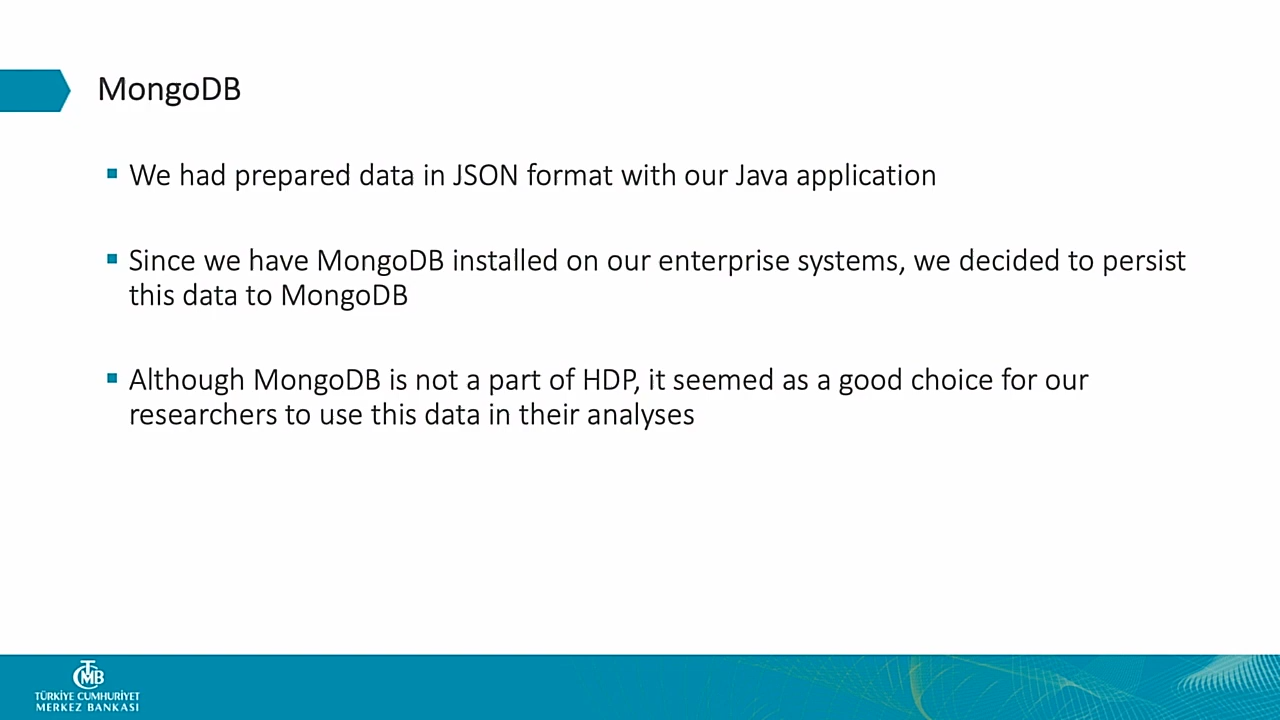 MongoDB
We had prepared data in JSON format with our Java application
Since we have MongoDB installed on our enterprise systems, we decided to persist
this data to MongoDB
Although MongoDB is not a part of HDP, it seemed as a good choice for our
researchers to use this data in their analyses
TCMB
TÜRKİYE CUMHURİYET
MERKEZ BANKASI